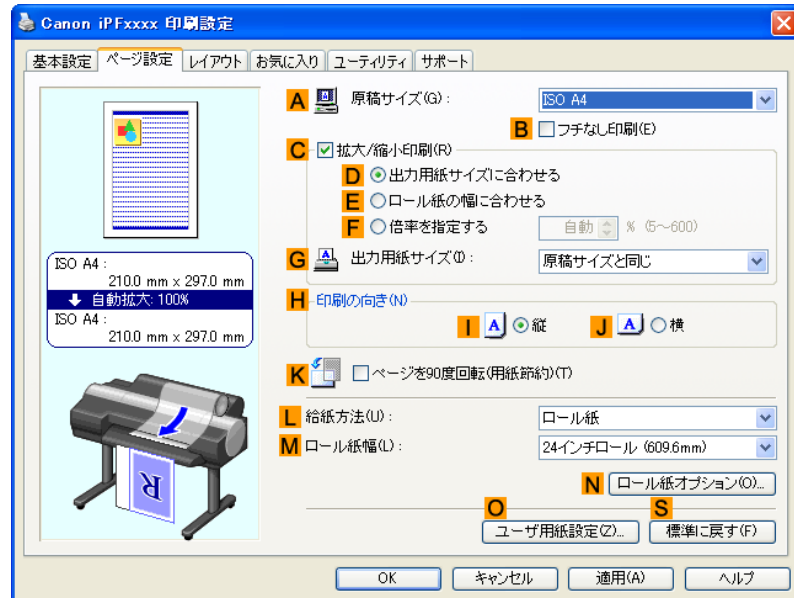 Canon iPFxxxx 印刷設定
基本設定 ページ設定 レイアウト お気に入り ユーティリティ サポート
A 原稿サイズ(G) : ISO A4
B フチなし印刷(E)
C 拡大/縮小印刷(R)
D 出力用紙サイズに合わせる
E ロール紙の幅に合わせる
F 倍率を指定する 自動 % (5～600)
G 出力用紙サイズ(I) : 原稿サイズと同じ
ISO A4 :
210.0 mm x 297.0 mm
自動拡大: 100%
ISO A4 :
210.0 mm x 297.0 mm
H 印刷の向き(N)
I A 縦 J A 横
K ページを90度回転(用紙節約)(T)
L 給紙方法(U) : ロール紙
M ロール紙幅(L) : 24インチロール (609.6mm)
N ロール紙オプション(O)...
R
O S
ユーザ用紙設定(Z)... 標準に戻す(F)
OK キャンセル 適用(A) ヘルプ